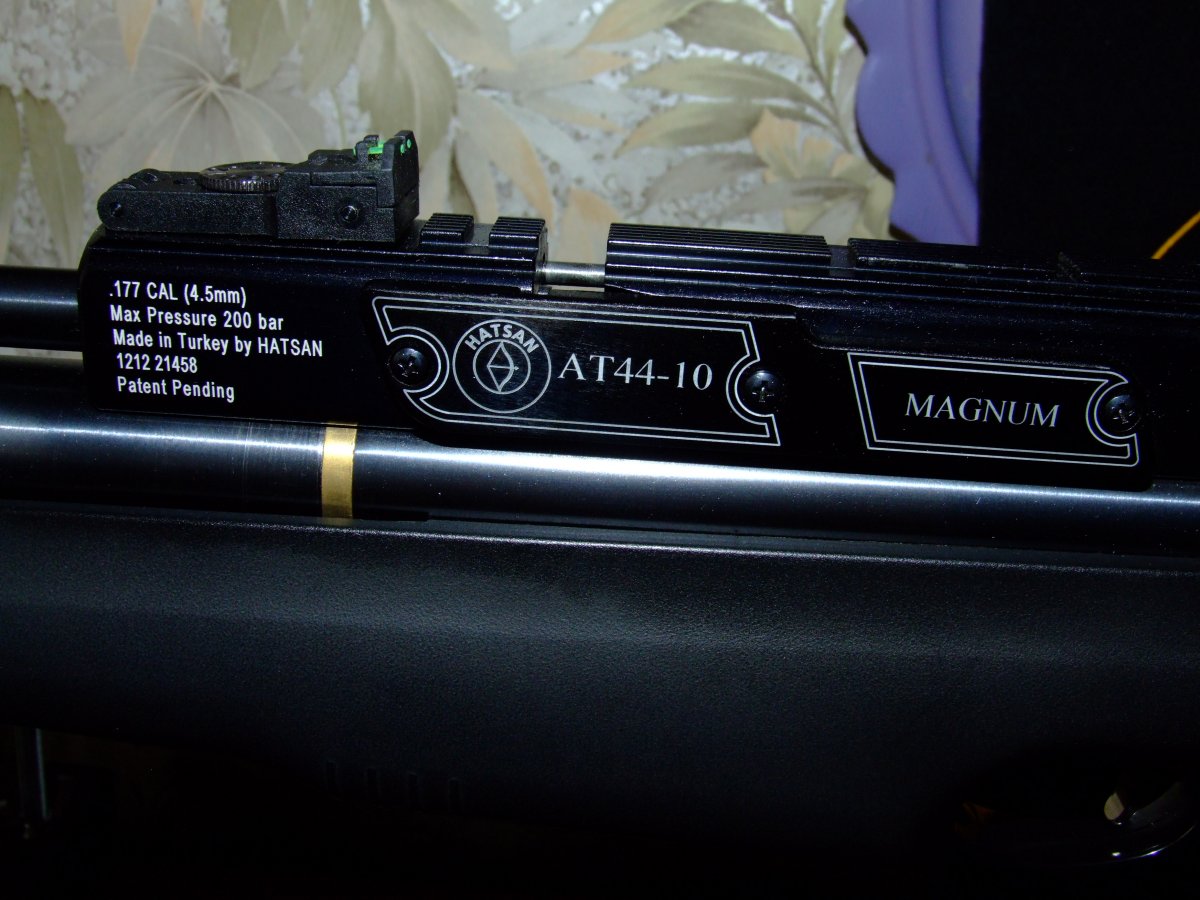 .177 CAL (4.5mm)
Max Pressure 200 bar
Made in Turkey by HATSAN
1212 21458
Patent Pending
HATSAN
AT44-10
MAGNUM